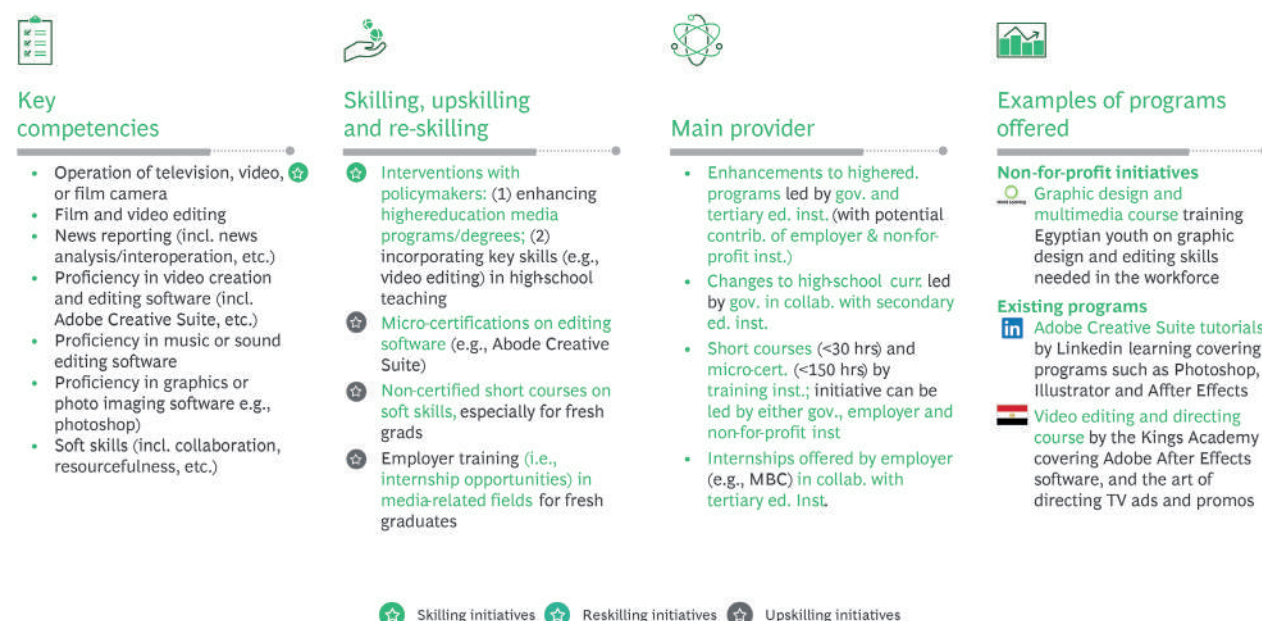 Key
competencies
• Operation of television, video,
or film camera
• Film and video editing
• News reporting (incl. news
analysis/interoperation, etc.)
• Proficiency in video creation
and editing software (incl.
Adobe Creative Suite, etc.)
• Proficiency in music or sound
editing software
• Proficiency in graphics or
photo imaging software e.g.,
photoshop)
• Soft skills (incl. collaboration,
resourcefulness, etc.)
Skilling, upskilling
and re-skilling
Interventions with
policymakers: (1) enhancing
highereducation media
programs/degrees; (2)
incorporating key skills (e.g.,
video editing) in high-school
teaching
Micro-certifications on editing
software (e.g., Abode Creative
Suite)
Non-certified short courses on
soft skills, especially for fresh
grads
Employer training (i.e.,
internship opportunities) in
media-related fields for fresh
graduates
Main provider
• Enhancements to highered.
programs led by gov. and
tertiary ed. inst. (with potential
contrib. of employer & non-for-
profit inst.)
• Changes to high-school curr. led
by gov. in collab. with secondary
ed. inst.
• Short courses (<30 hrs) and
micro-cert. (<150 hrs) by
training inst.; initiative can be
led by either gov., employer and
non-for-profit inst
• Internships offered by employer
(e.g., MBC) in collab. with
tertiary ed. Inst.
Examples of programs
offered
Non-for-profit initiatives
Graphic design and
multimedia course training
Egyptian youth on graphic
design and editing skills
needed in the workforce
Existing programs
in Adobe Creative Suite tutorials
by Linkedin learning covering
programs such as Photoshop,
Illustrator and Affter Effects
Video editing and directing
course by the Kings Academy
covering Adobe After Effects
software, and the art of
directing TV ads and promos
Skilling initiatives Reskilling initiatives Upskilling initiatives